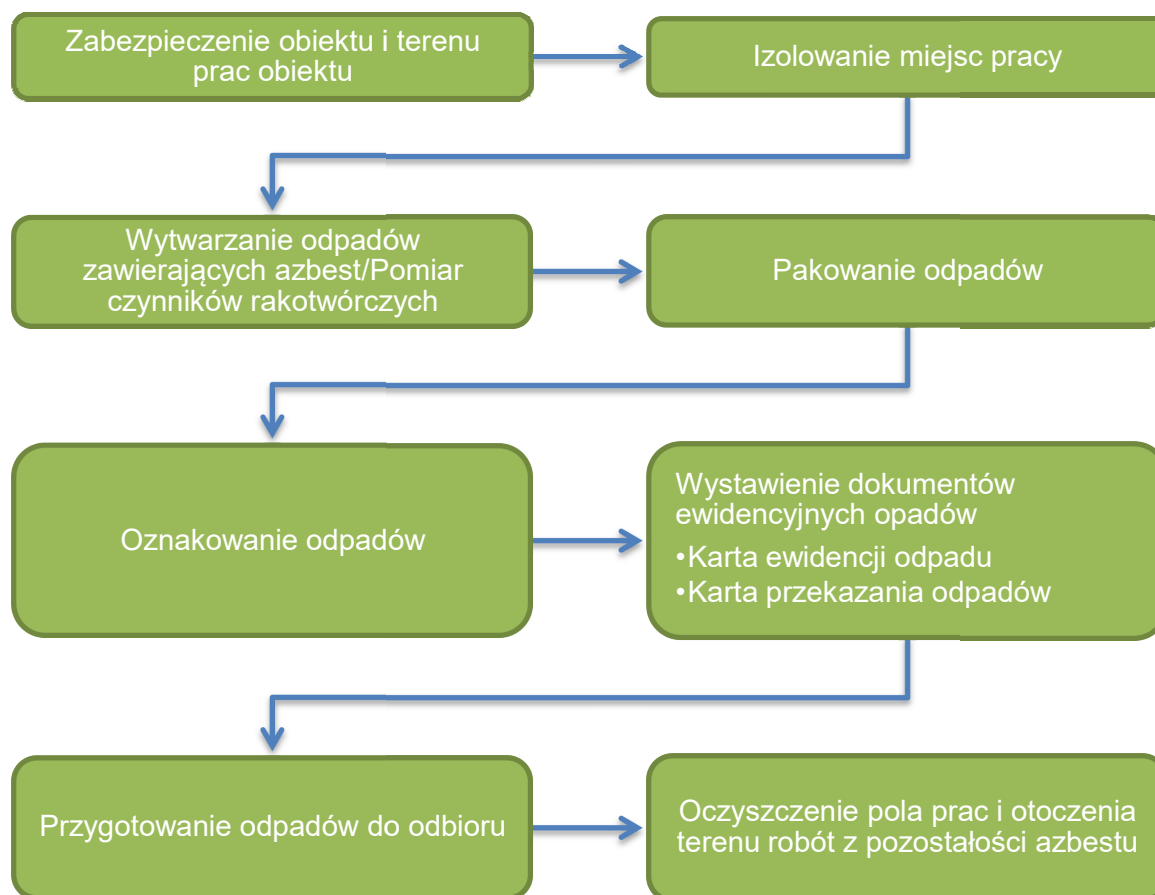 Zabezpieczenie obiektu i terenu
prac obiektu
Izolowanie miejsc pracy
Wytwarzanie odpadów
zawierających azbest/Pomiar
czynników rakotwórczych
Pakowanie odpadów
Oznakowanie odpadów
Wystawienie dokumentów
ewidencyjnych opadów
•Karta ewidencji odpadu
•Karta przekazania odpadów
Przygotowanie odpadów do odbioru
Oczyszczenie pola prac i otoczenia
terenu robót z pozostałości azbestu